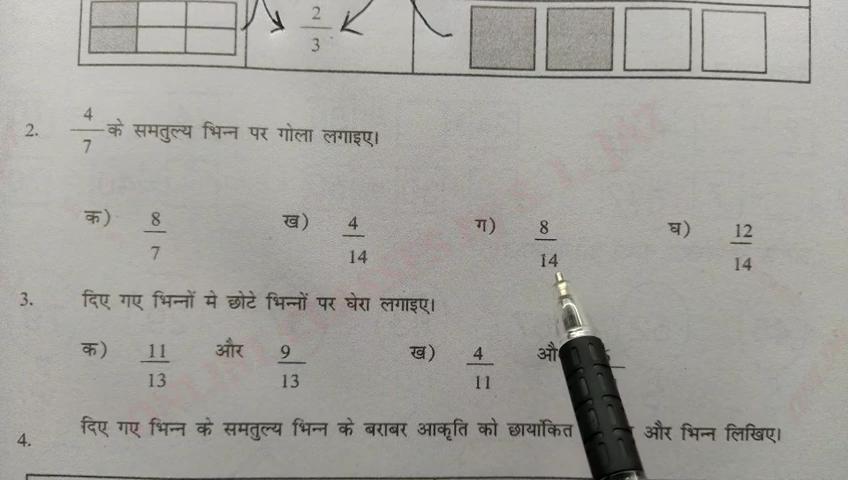 2
3
2. 4/7 के समतुल्य भिन्न पर गोला लगाइए।
क) 8/7 ख) 4/14 ग) 8/14 घ) 12/14
3. दिए गए भिन्नों मे छोटे भिन्नों पर घेरा लगाइए।
क) 11/13 और 9/13 ख) 4/11
4. दिए गए भिन्न के समतुल्य भिन्न के बराबर आकृति को छायांकित और भिन्न लिखिए।